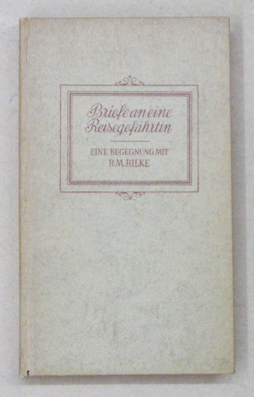 Briefe an eine
Reisegefährtin
EINE BEGEGNUNG MIT
R.M.RILKE